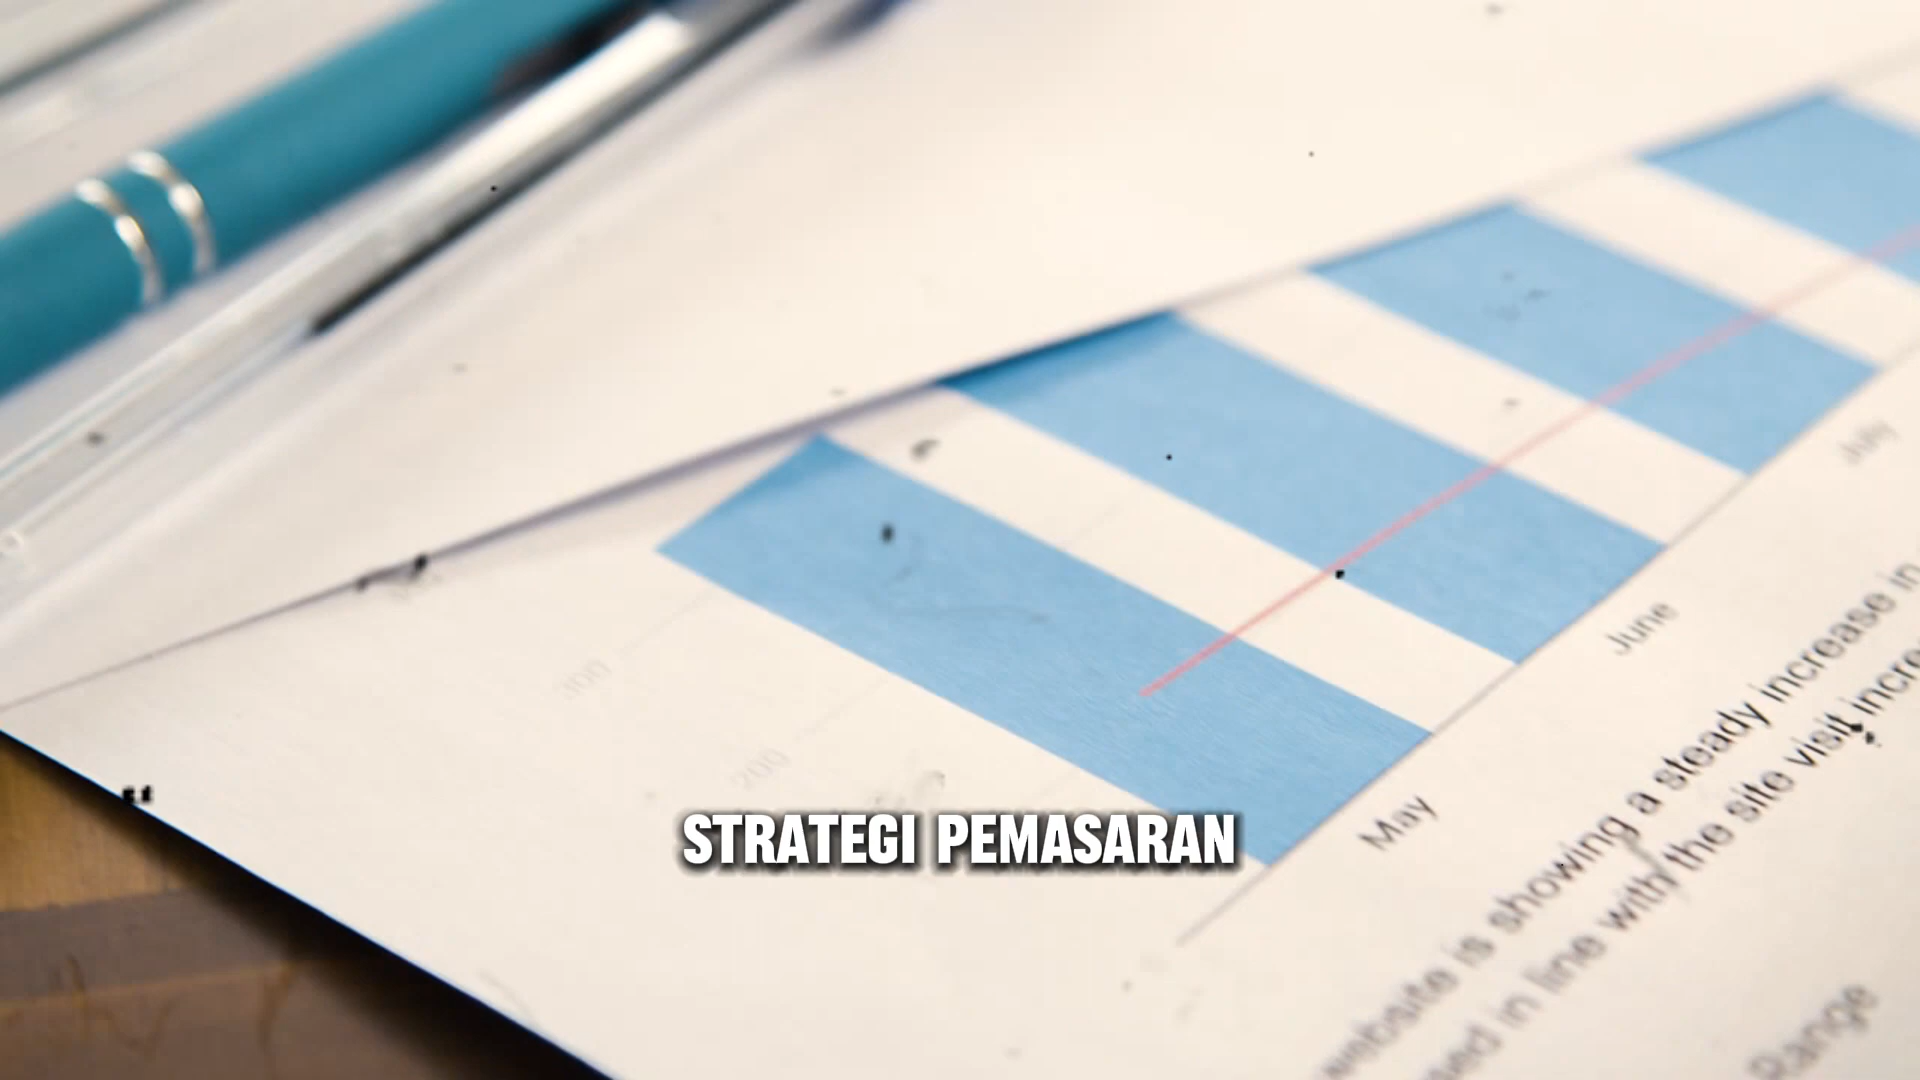 300
200
July
June
May
STRATEGI PEMASARAN
website is showing a steady increase in
in line with the site visit incre
Range